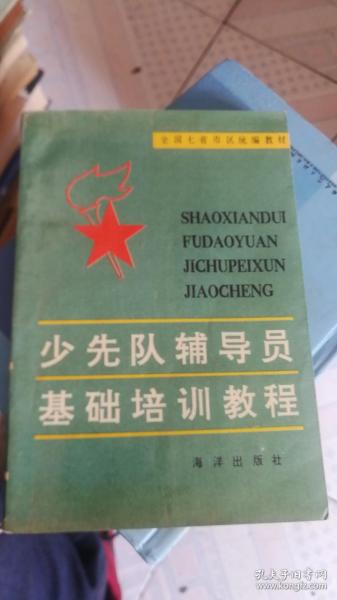 全国七省市区统编教材
SHAOXIANDUI
FUDAOYUAN
JICHUPEIXUN
JIAOCHENG
少先队辅导员
基础培训教程
海洋出版社
孔夫子旧书网